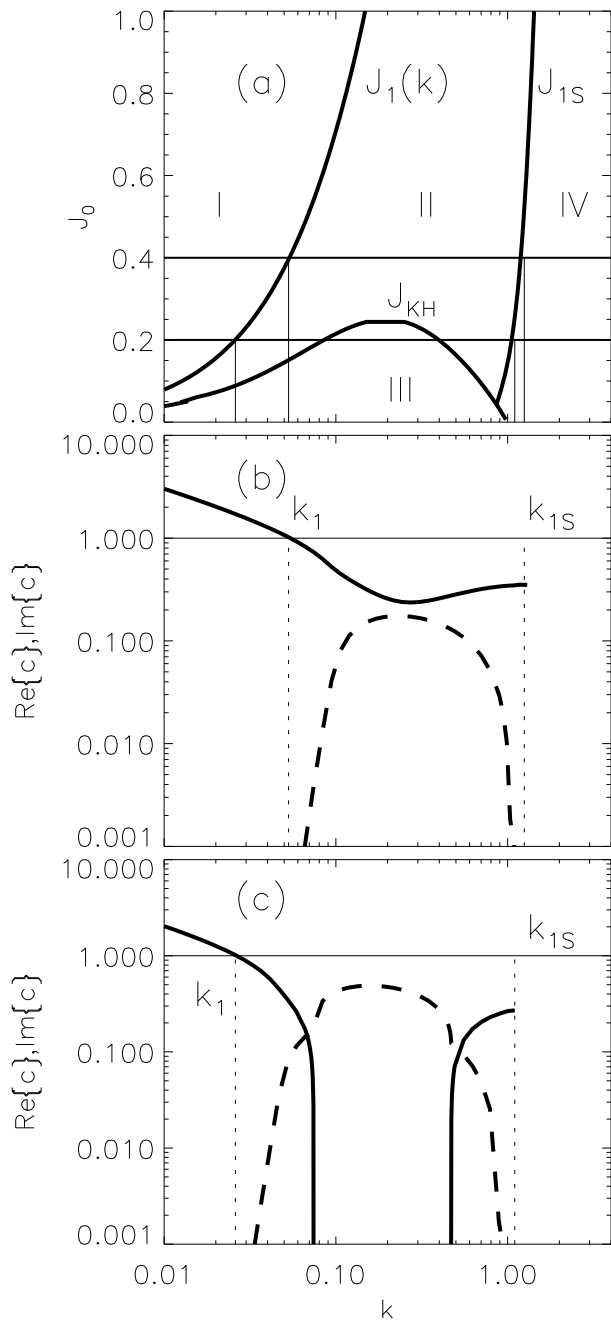 1.0
(a)
J₁(k)
J₁S
0.8
0.6
I
II
IV
J₀
0.4
J_KH
0.2
III
0.0
10.000
(b)
k₁
k₁S
1.000
Re{c},Im{c}
0.100
0.010
0.001
10.000
(c)
k₁S
1.000
k₁
Re{c},Im{c}
0.100
0.010
0.001
0.01
0.10
1.00
k